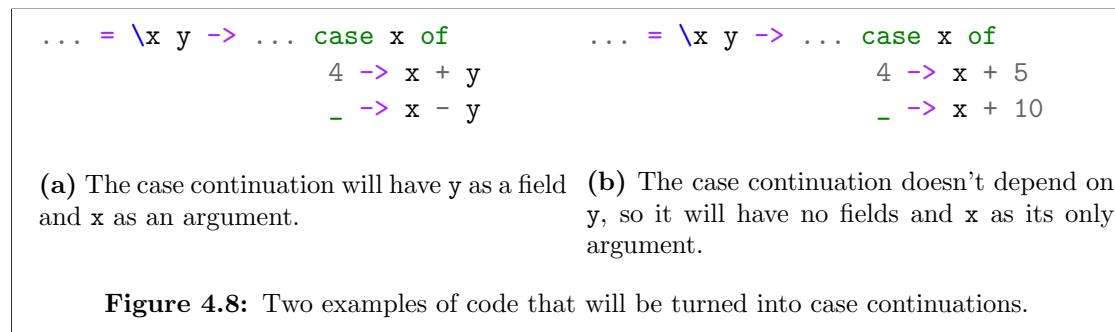 ... = \x y -> ... case x of
4 -> x + y
_ -> x - y
(a) The case continuation will have y as a field
and x as an argument.
... = \x y -> ... case x of
4 -> x + 5
_ -> x + 10
(b) The case continuation doesn't depend on
y, so it will have no fields and x as its only
argument.
Figure 4.8: Two examples of code that will be turned into case continuations.